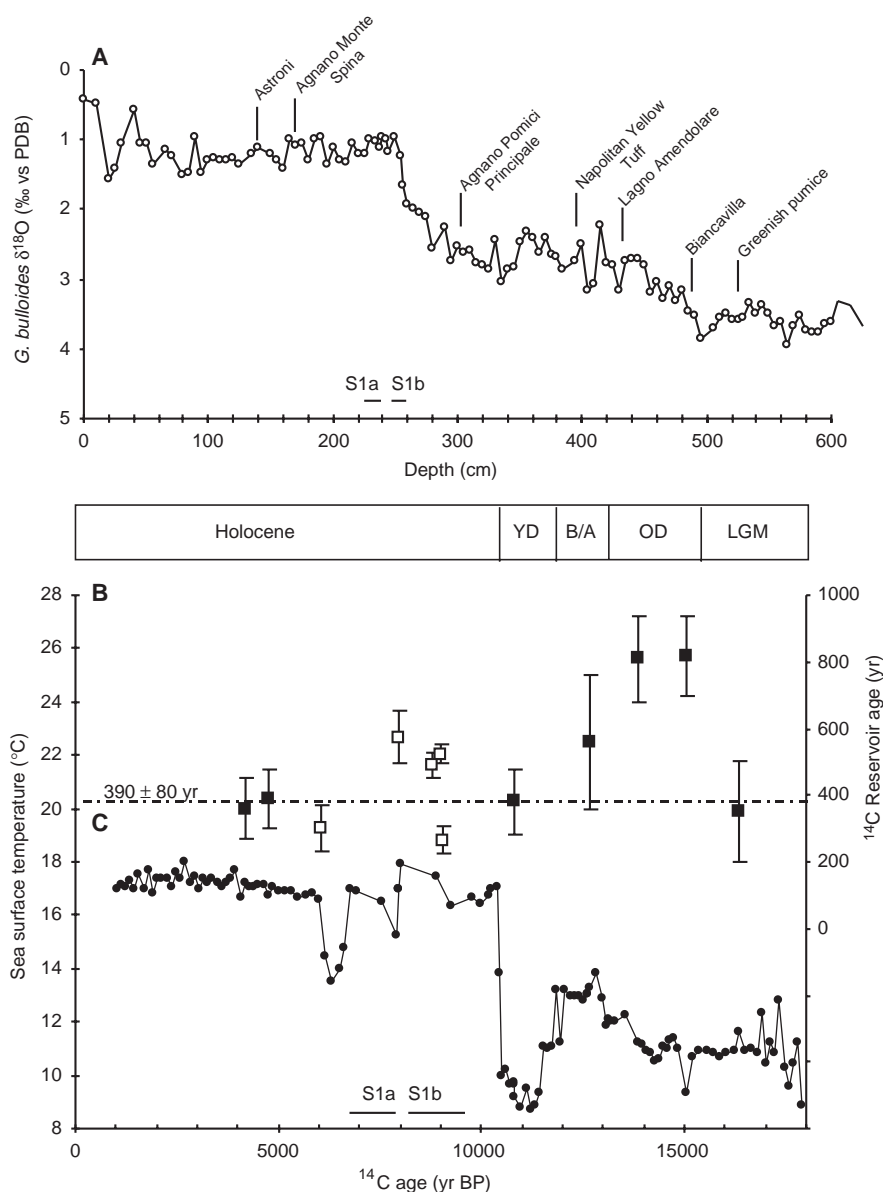 A
0
1
2
3
4
5
G. bulloides δ18O (‰ vs PDB)
Astroni
Agnano Monte
Spina
Agnano Pomici
Principale
Napolitan Yellow
Tuff
Lagno Amendolare
Biancavilla
Greenish pumice
S1a S1b
0 100 200 300 400 500 600
Depth (cm)
Holocene YD B/A OD LGM
B
28
26
24
22
20
18
16
14
12
10
8
Sea surface temperature (°C)
1000
800
600
400
200
0
14C Reservoir age (yr)
390 ± 80 yr
C
S1a S1b
0 5000 10000 15000
14C age (yr BP)